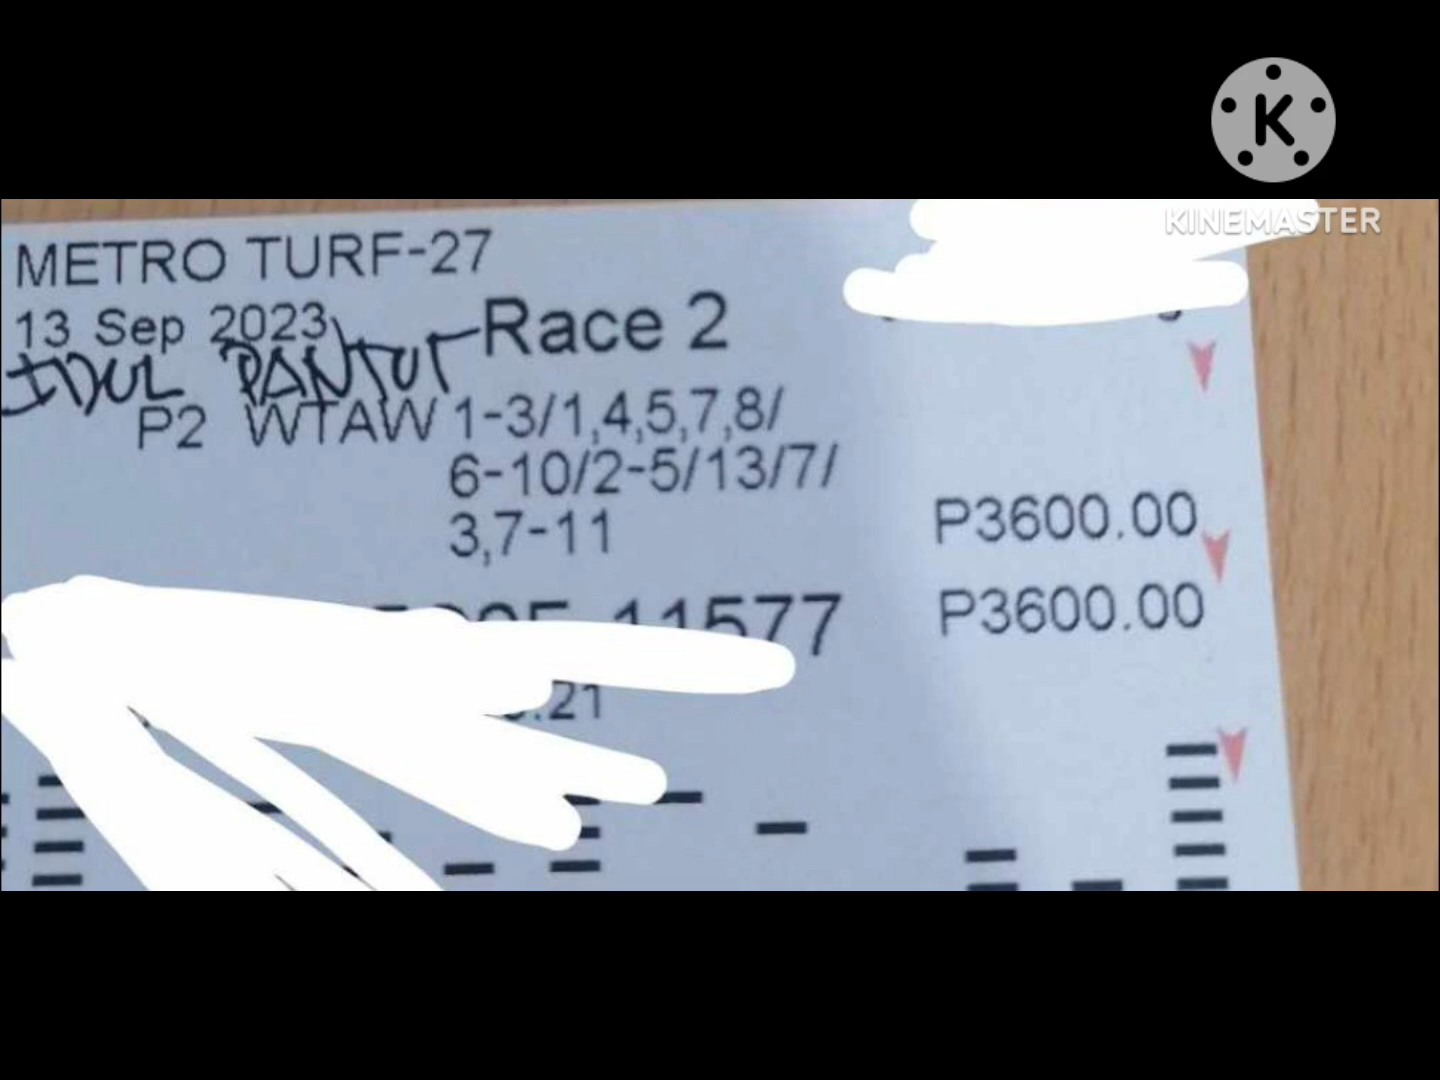 K
KINEMASTER
METRO TURF-27
13 Sep 2023
Race 2
IDUL PANTUT
P2 WTAW 1-3/1,4,5,7,8/
6-10/2-5/13/7/
3,7-11
P3600.00
11577
P3600.00
.21